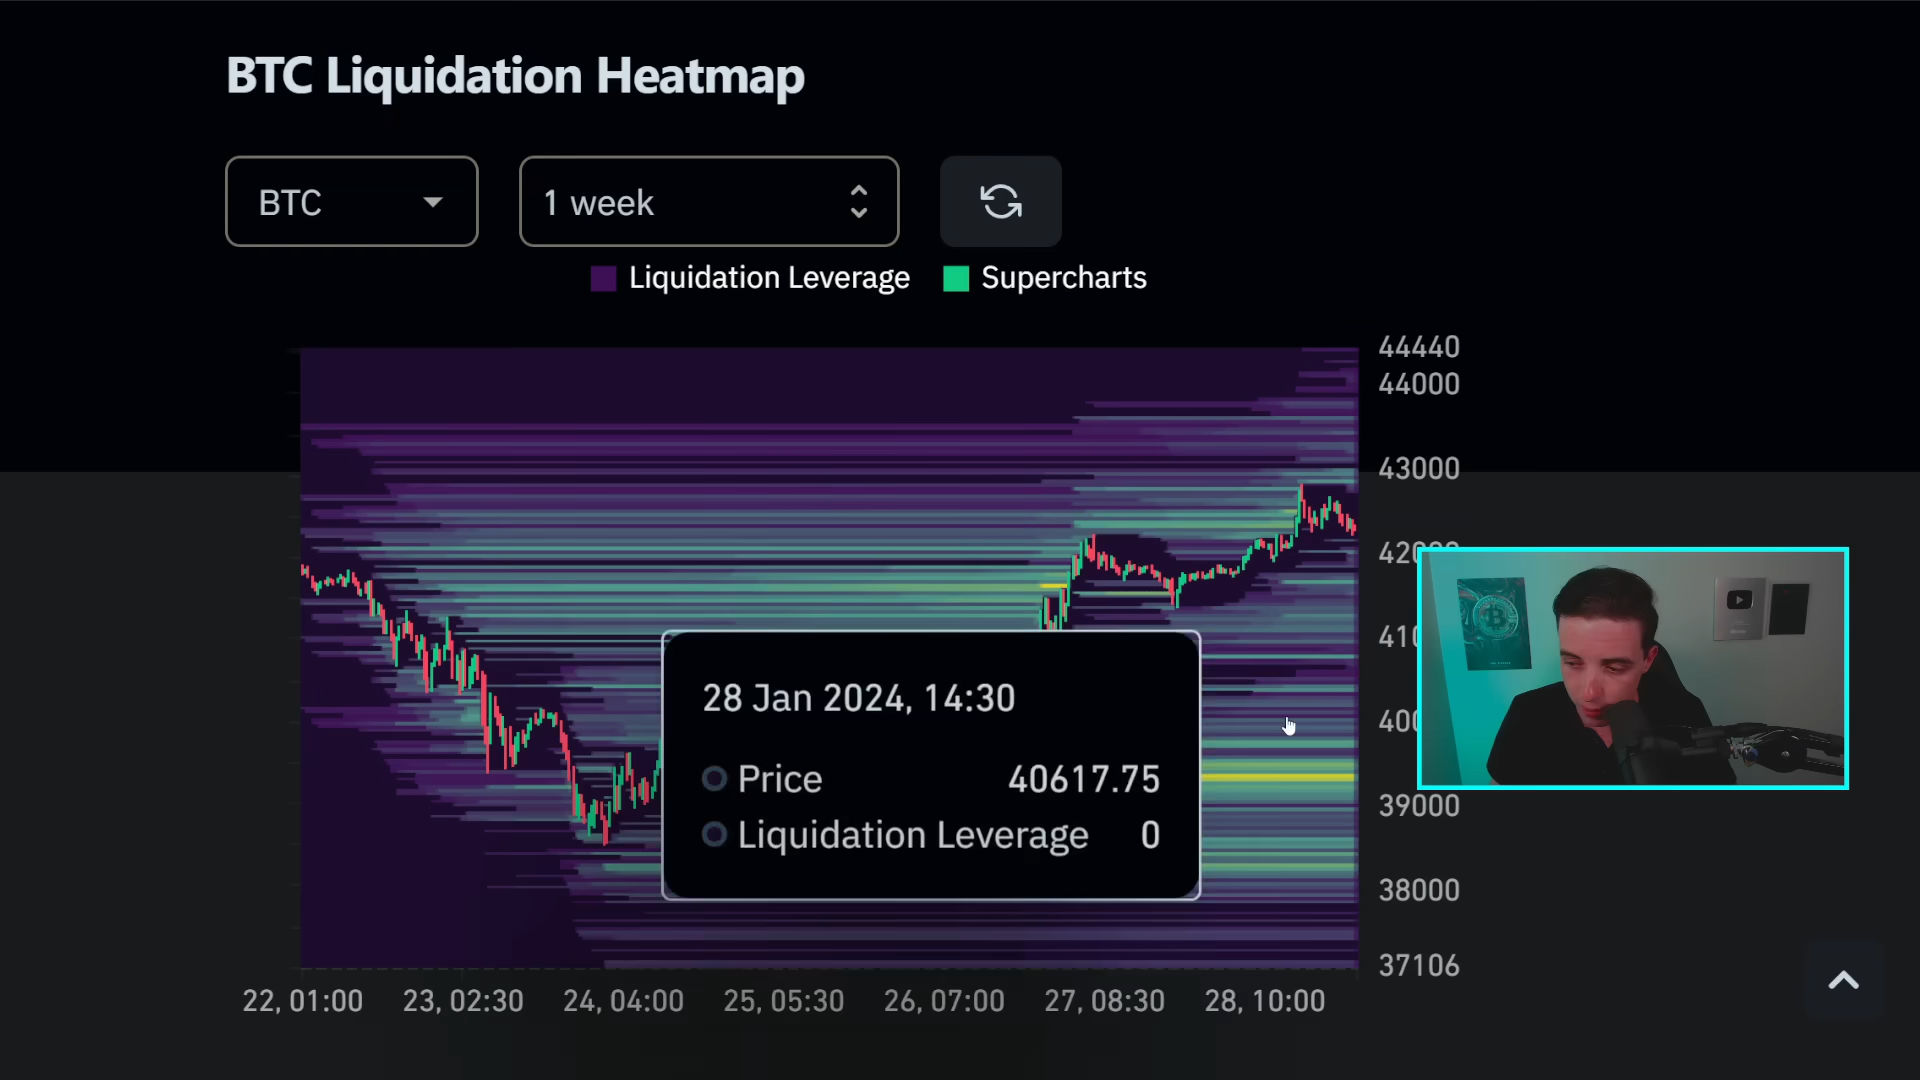 BTC Liquidation Heatmap
BTC
1 week
Liquidation Leverage
Supercharts
44440
44000
43000
42000
39000
38000
37106
28 Jan 2024, 14:30
Price 40617.75
Liquidation Leverage 0
22, 01:00
23, 02:30
24, 04:00
25, 05:30
26, 07:00
27, 08:30
28, 10:00